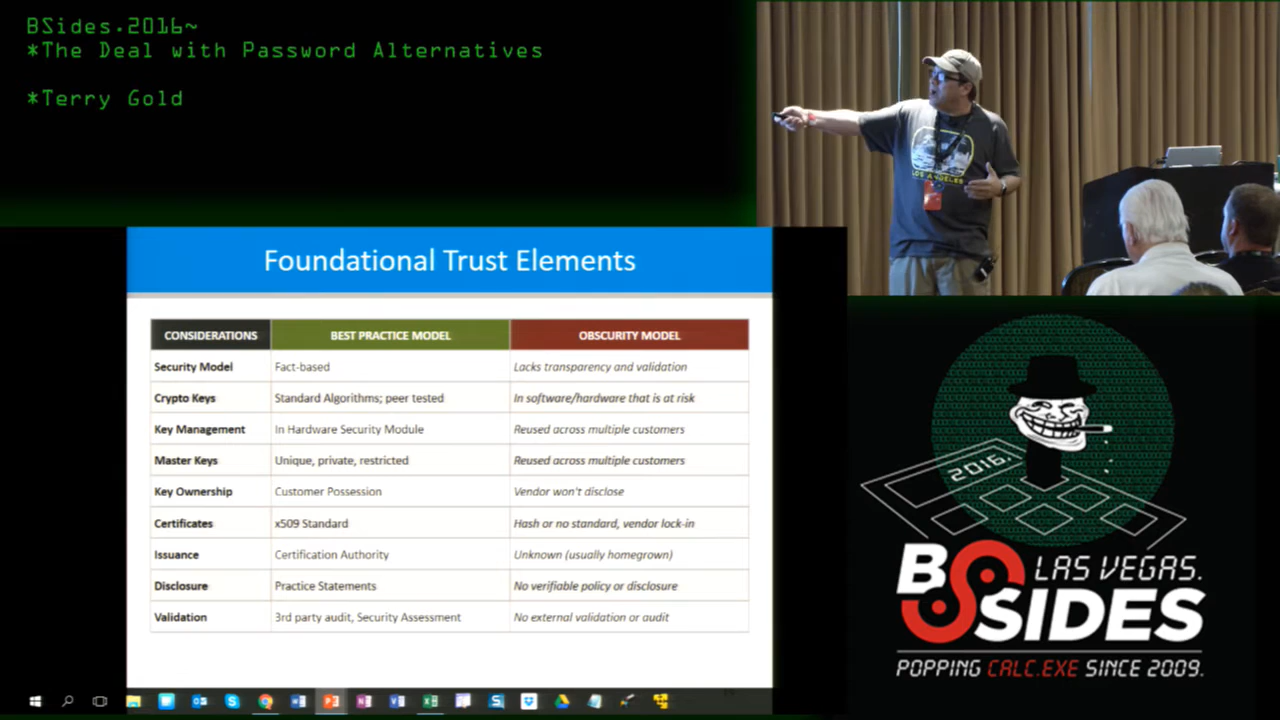 BSides.2016~
*The Deal with Password Alternatives
*Terry Gold
LOS ANGELES
Foundational Trust Elements
CONSIDERATIONS BEST PRACTICE MODEL OBSCURITY MODEL
Security Model Fact-based Lacks transparency and validation
Crypto Keys Standard Algorithms; peer tested In software/hardware that is at risk
Key Management In Hardware Security Module Reused across multiple customers
Master Keys Unique, private, restricted Reused across multiple customers
Key Ownership Customer Possession Vendor won't disclose
Certificates x509 Standard Hash or no standard, vendor lock-in
Issuance Certification Authority Unknown (usually homegrown)
Disclosure Practice Statements No verifiable policy or disclosure
Validation 3rd party audit, Security Assessment No external validation or audit
2016.
BSIDES LAS VEGAS.
POPPING CALC.EXE SINCE 2009.